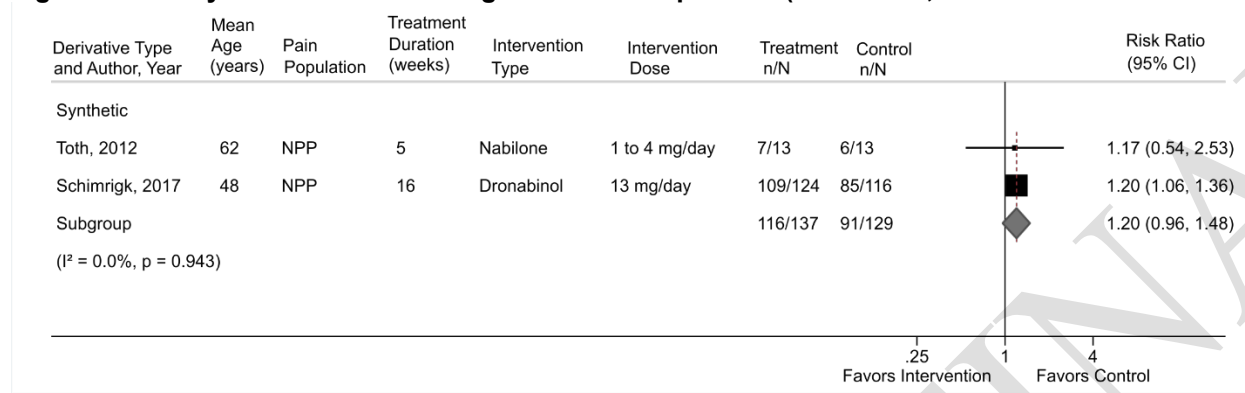 Derivative Type and Author, Year Mean Age (years) Pain Population Treatment Duration (weeks) Intervention Type Intervention Dose Treatment n/N Control n/N Risk Ratio (95% CI)
Synthetic
Toth, 2012 62 NPP 5 Nabilone 1 to 4 mg/day 7/13 6/13 1.17 (0.54, 2.53)
Schimrigk, 2017 48 NPP 16 Dronabinol 13 mg/day 109/124 85/116 1.20 (1.06, 1.36)
Subgroup 116/137 91/129 1.20 (0.96, 1.48)
(I² = 0.0%, p = 0.943)
.25 1 4
Favors Intervention Favors Control